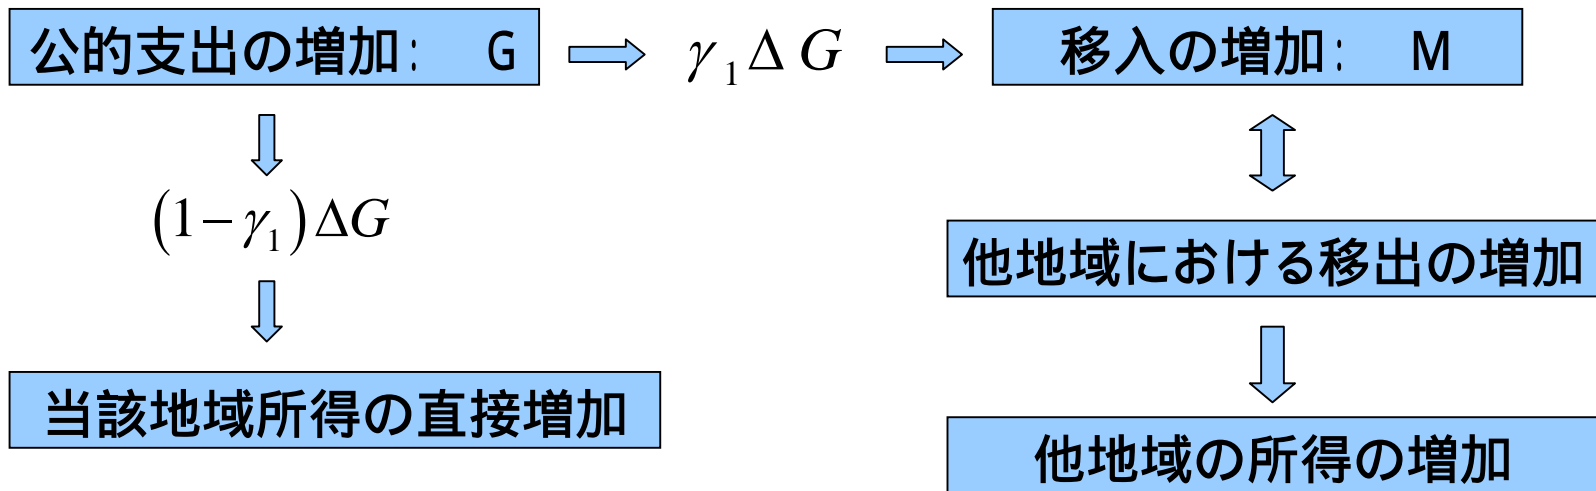 公的支出の増加： G
γ₁ΔG
移入の増加： M
(1−γ₁)ΔG
他地域における移出の増加
当該地域所得の直接増加
他地域の所得の増加